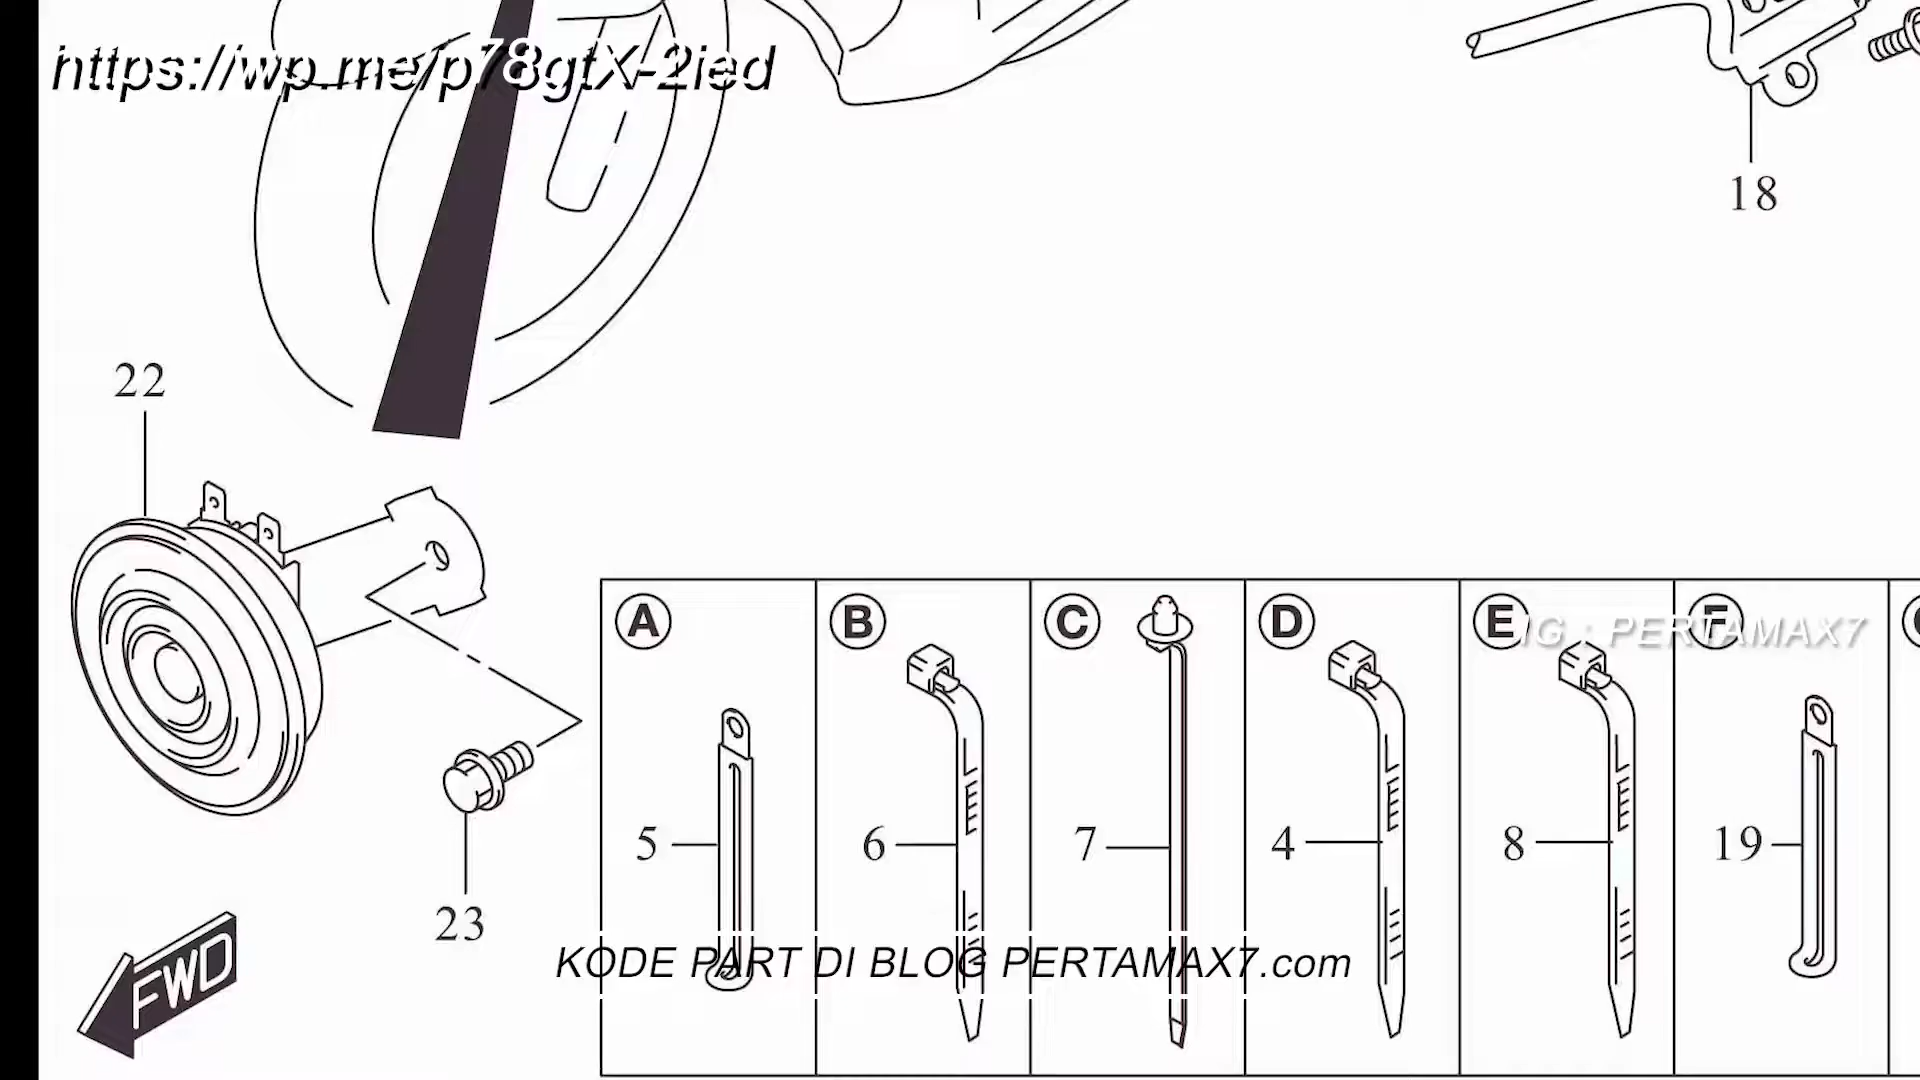 https://wp.me/p78gtX-2ied
18
22
A B C D E F
IG : PERTAMAX7
5 6 7 4 8 19
23
FWD
KODE PART DI BLOG PERTAMAX7.com